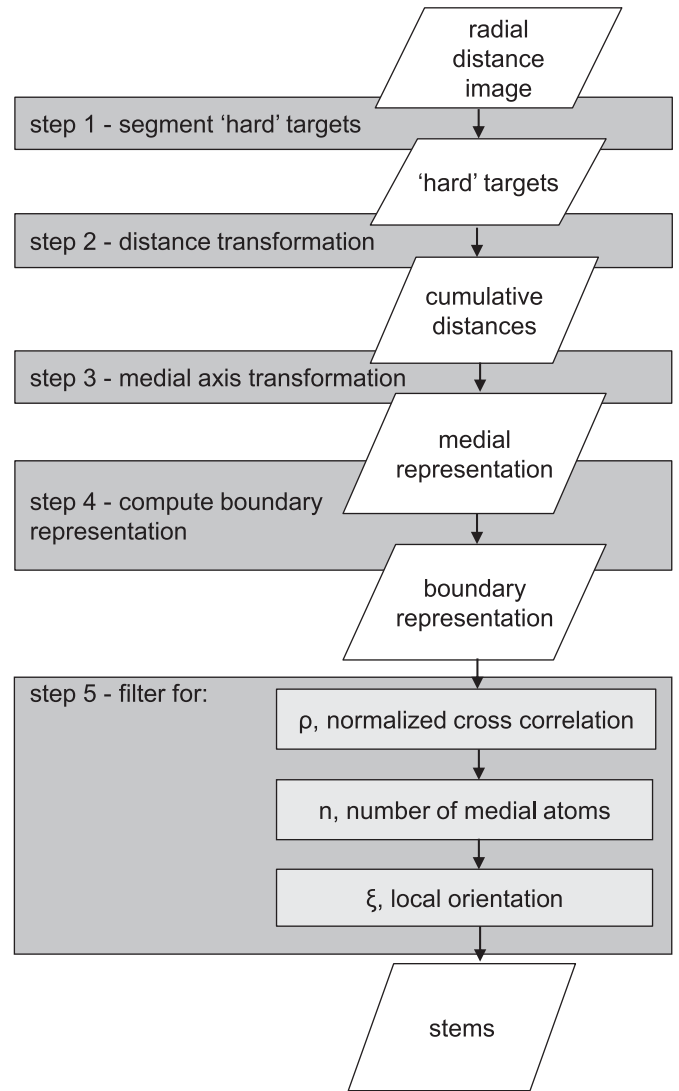 radial
distance
image
step 1 - segment ‘hard’ targets
‘hard’ targets
step 2 - distance transformation
cumulative
distances
step 3 - medial axis transformation
medial
representation
step 4 - compute boundary
representation
boundary
representation
step 5 - filter for:
ρ, normalized cross correlation
n, number of medial atoms
ξ, local orientation
stems